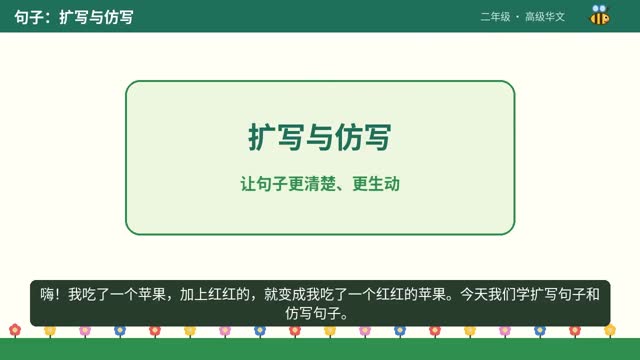 句子：扩写与仿写
二年级 · 高级华文
扩写与仿写
让句子更清楚、更生动
嗨！我吃了一个苹果，加上红红的，就变成我吃了一个红红的苹果。今天我们学扩写句子和
仿写句子。